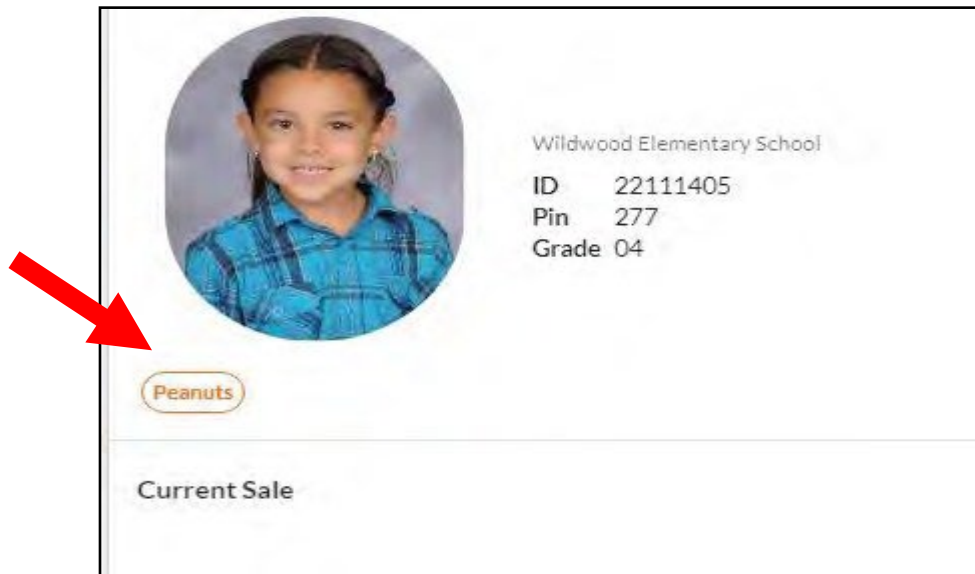 Wildwood Elementary School
ID 22111405
Pin 277
Grade 04
Peanuts
Current Sale